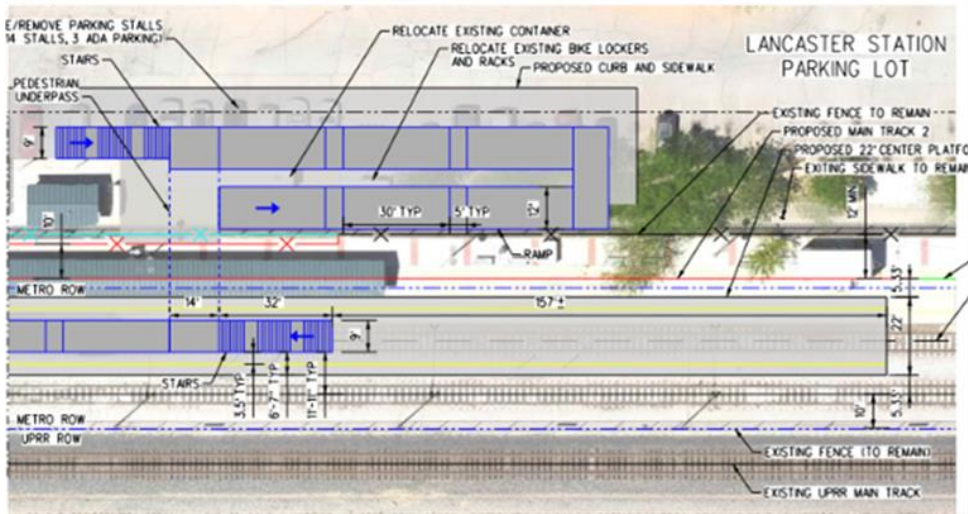 E/REMOVE PARKING STALLS
14 STALLS, 3 ADA PARKING)
STAIRS
PEDESTRIAN
UNDERPASS
RELOCATE EXISTING CONTAINER
RELOCATE EXISTING BIKE LOCKERS
AND RACKS
PROPOSED CURB AND SIDEWALK
LANCASTER STATION
PARKING LOT
EXISTING FENCE TO REMAIN
PROPOSED MAIN TRACK 2
PROPOSED 22' CENTER PLATFO
EXITING SIDEWALK TO REMAIN
9'
10'
30' TYP
5' TYP
12'
12' MIN
RAMP
METRO ROW
5.33'
14'
32'
157'±
9'
22'
STAIRS
3.5' TYP
6'-7" TYP
11'-11" TYP
5.33'
10'
METRO ROW
UPRR ROW
EXISTING FENCE (TO REMAIN)
EXISTING UPRR MAIN TRACK